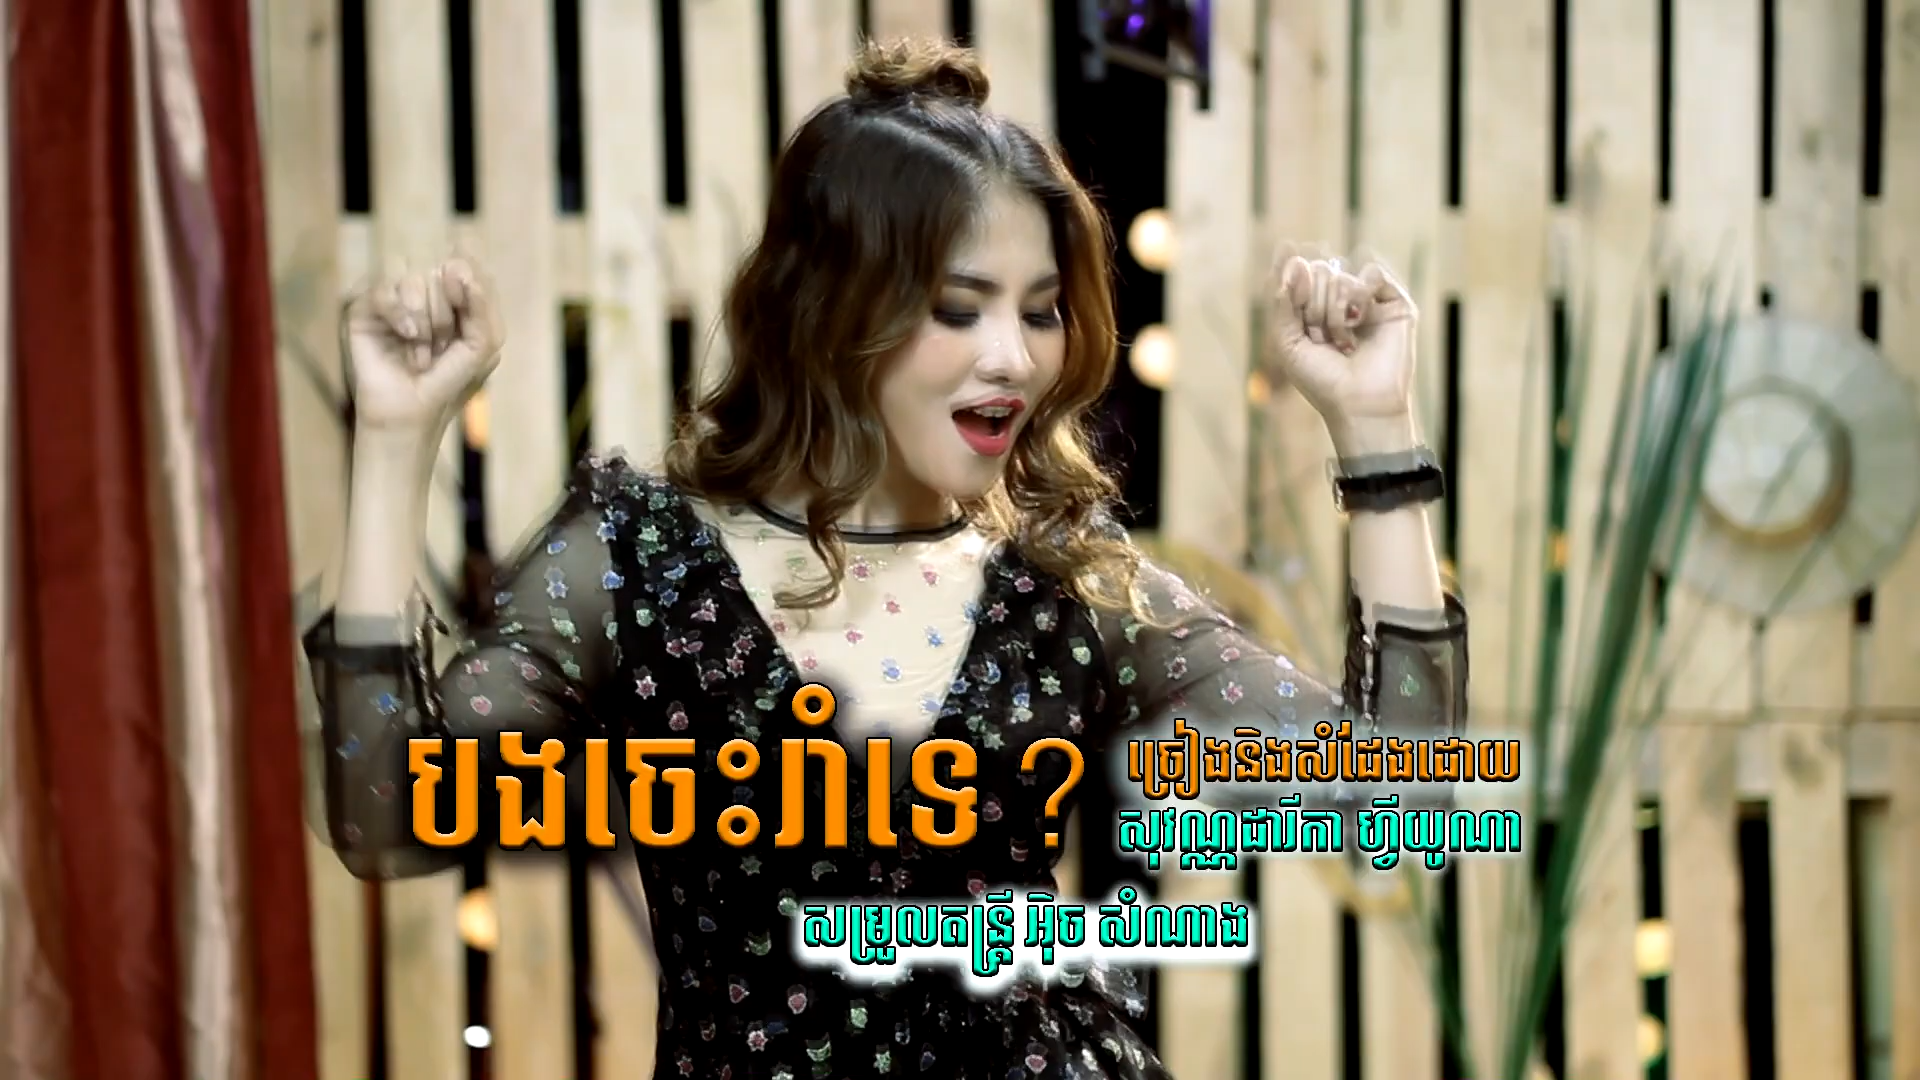 បងចេះរាំទេ ?
ច្រៀងនិងសំដែងដោយ
សុវណ្ណដារីកា ហ្វីយូណា
សម្រួលតន្ត្រី អ៊ិច សំណាង